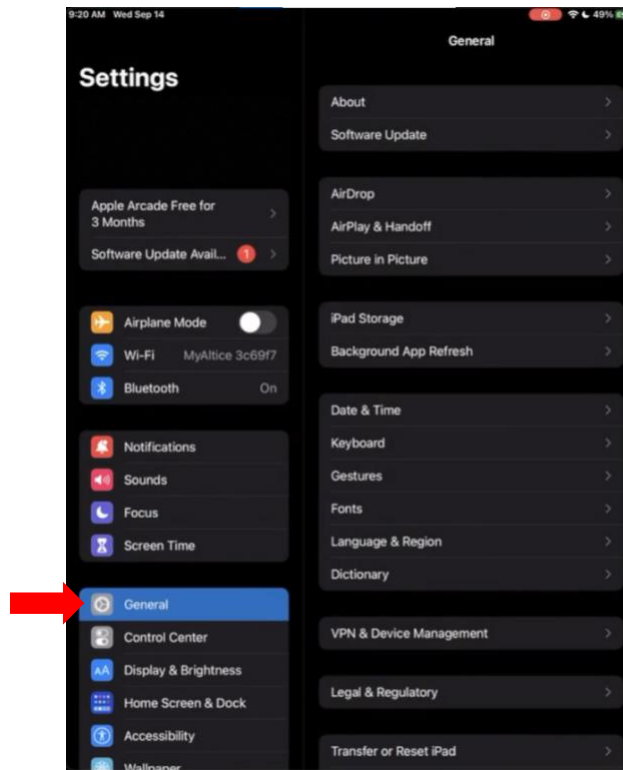 9:20 AM Wed Sep 14
49%
General
Settings
Apple Arcade Free for
3 Months
Software Update Avail... 1
Airplane Mode
Wi-Fi MyAltice 3c69f7
Bluetooth On
Notifications
Sounds
Focus
Screen Time
General
Control Center
AA Display & Brightness
Home Screen & Dock
Accessibility
Wallpaper
About
Software Update
AirDrop
AirPlay & Handoff
Picture in Picture
iPad Storage
Background App Refresh
Date & Time
Keyboard
Gestures
Fonts
Language & Region
Dictionary
VPN & Device Management
Legal & Regulatory
Transfer or Reset iPad